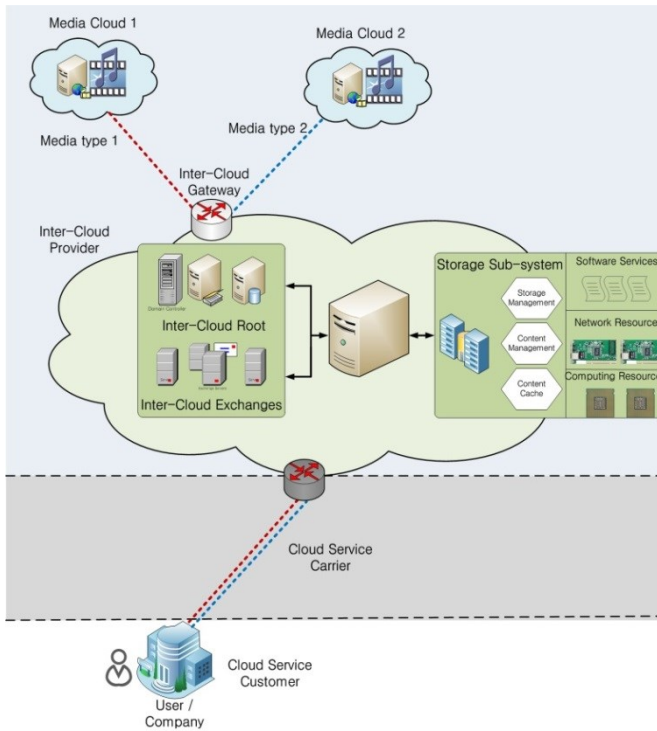 Media Cloud 1
Media Cloud 2
Media type 1
Media type 2
Inter-Cloud
Gateway
Inter-Cloud
Provider
Domain Controller
Inter-Cloud Root
Inter-Cloud Exchanges
Storage Sub-system
Storage
Management
Content
Management
Content
Cache
Software Services
Network Resource
Computing Resource
Cloud Service
Carrier
Cloud Service
Customer
User /
Company